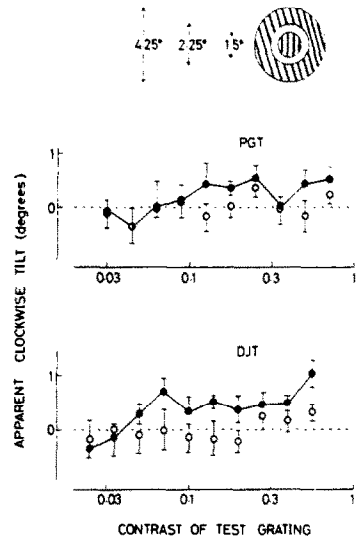 4.25° 2.25° 1.5°
PGT
1
0
0.03 0.1 0.3 1
DJT
1
0
0.03 0.1 0.3 1
APPARENT CLOCKWISE TILT (degrees)
CONTRAST OF TEST GRATING